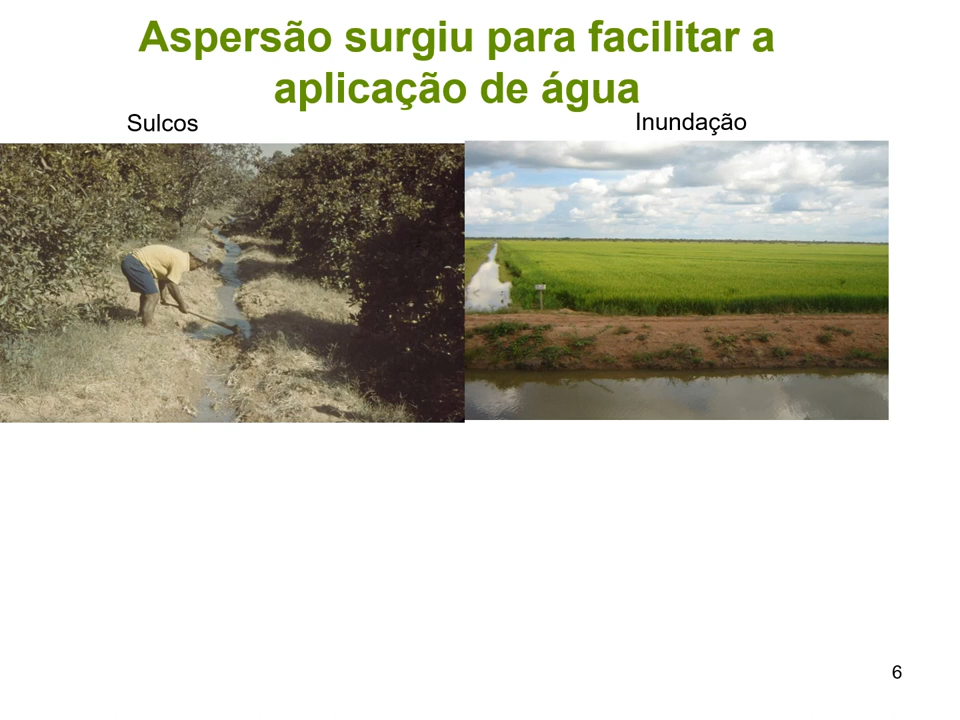 Aspersão surgiu para facilitar a
aplicação de água
Sulcos
Inundação
6